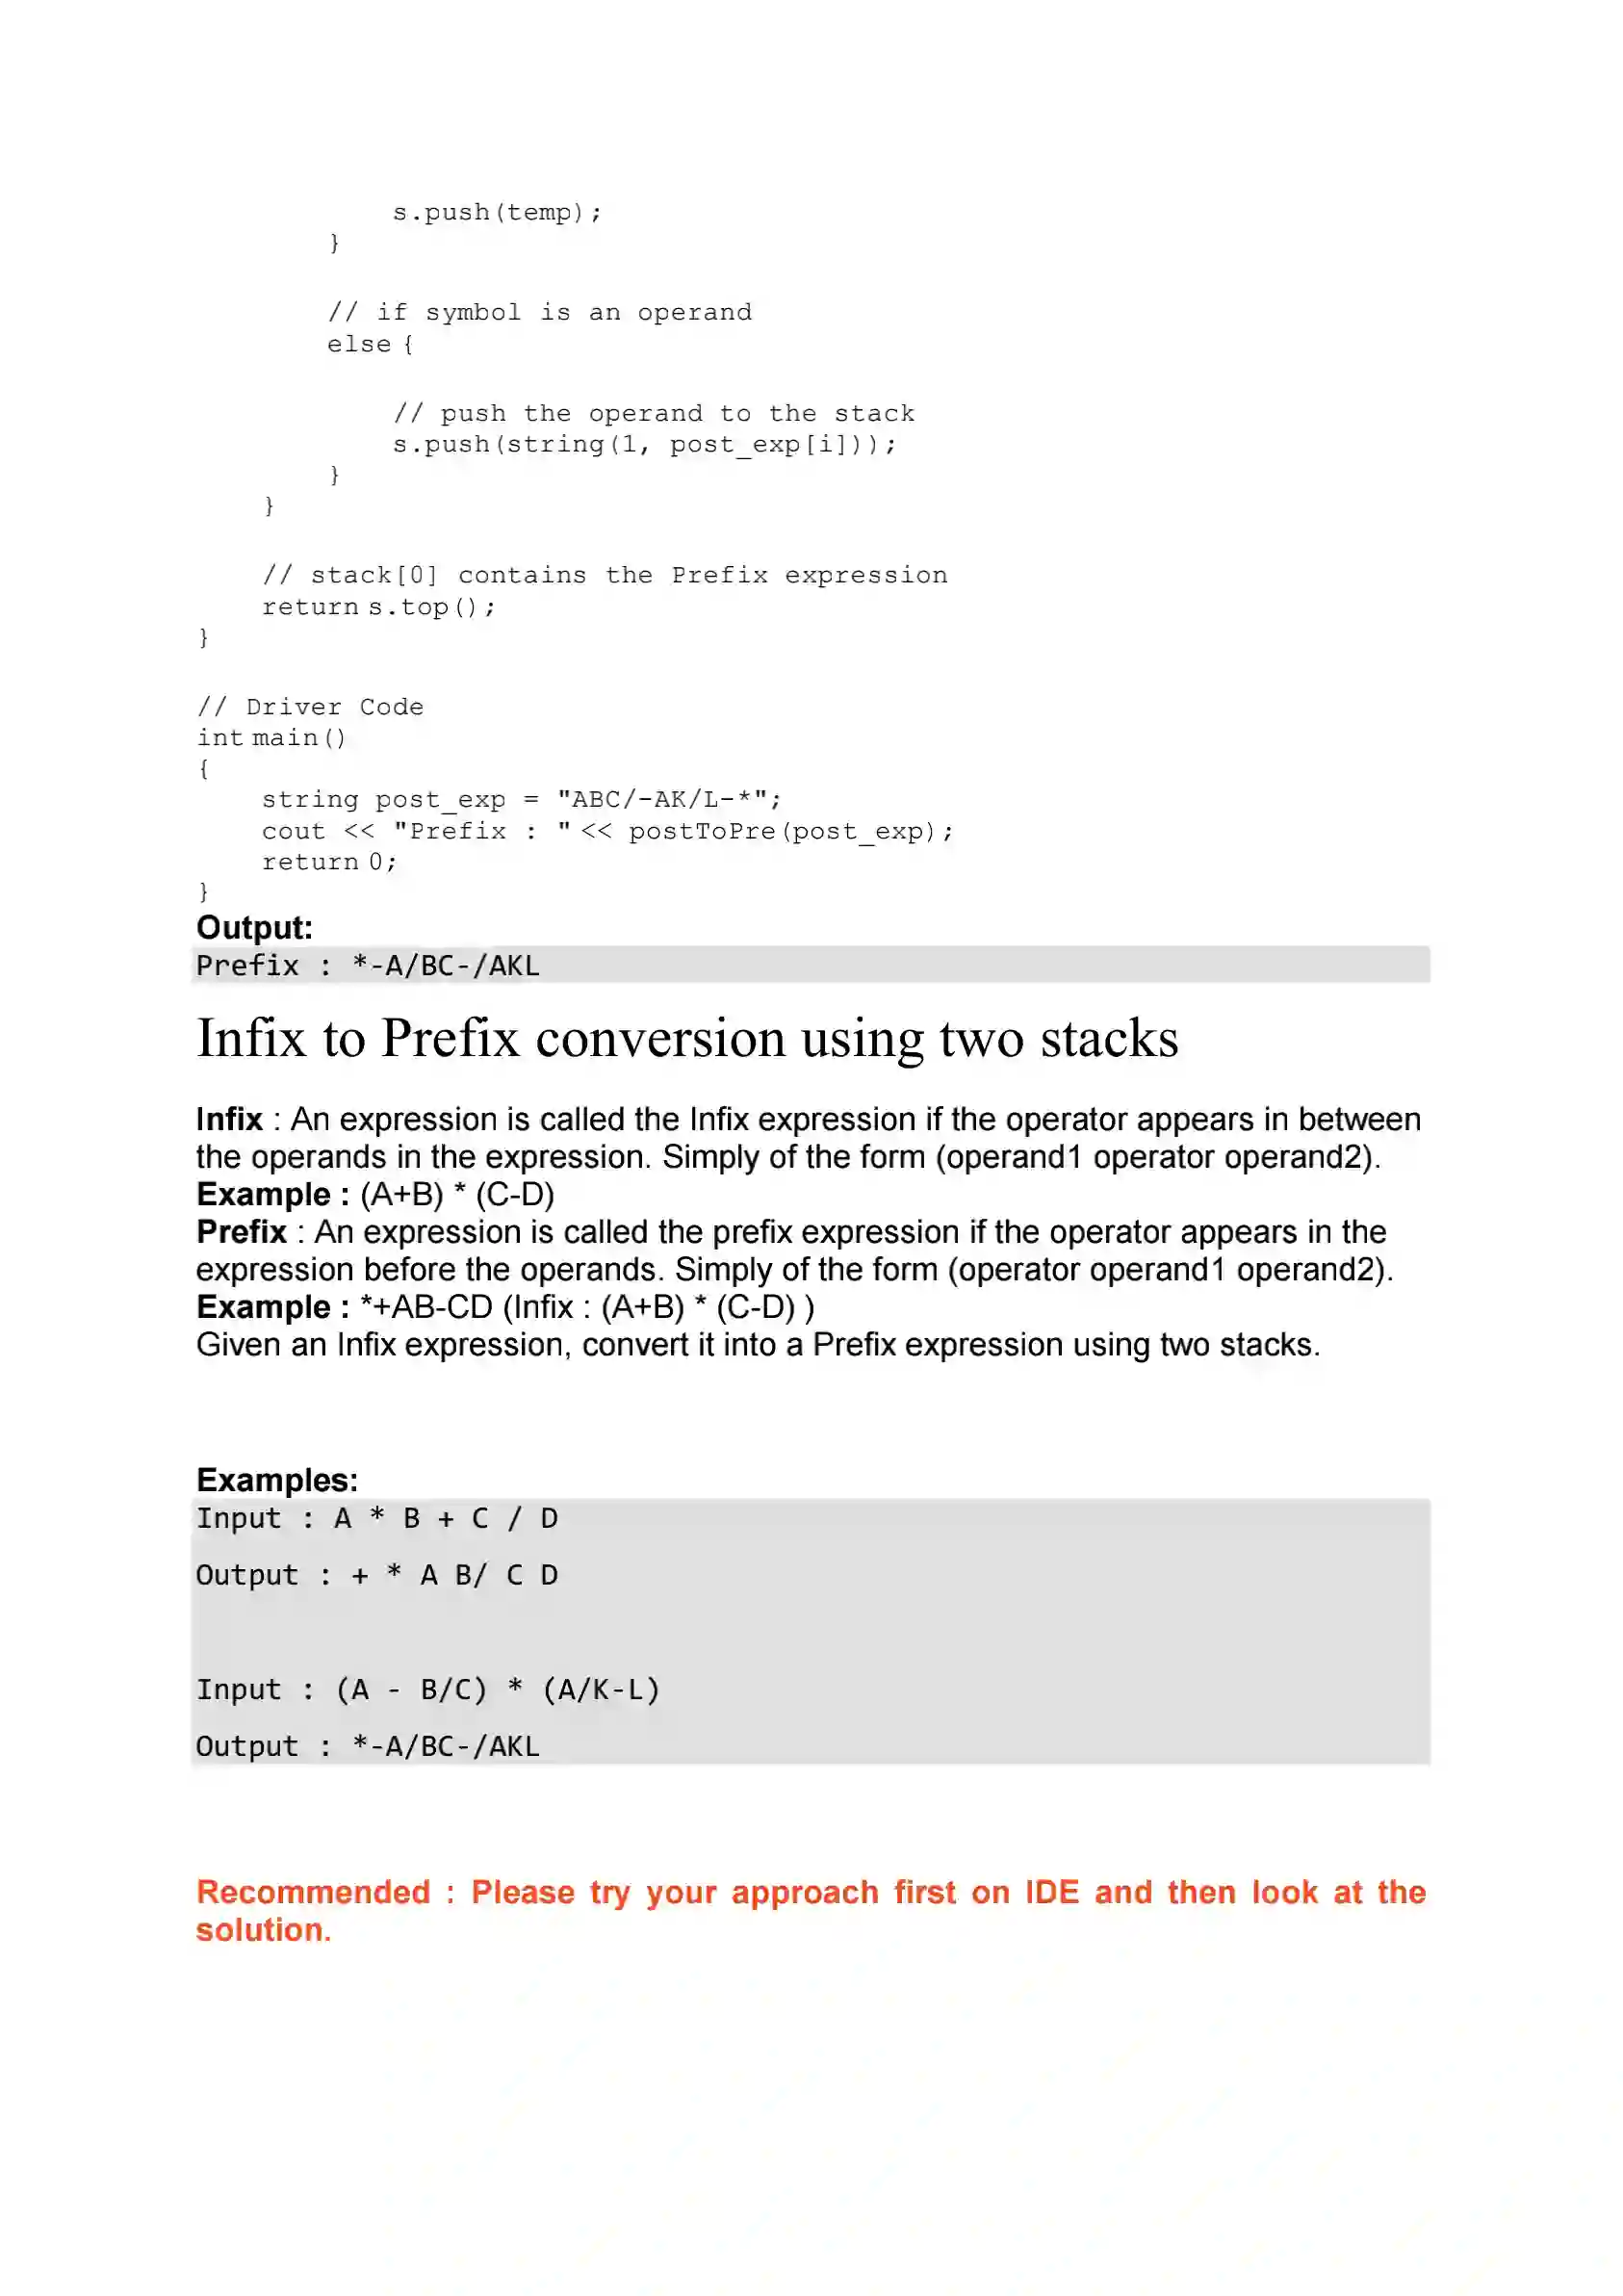 s.push(temp);
        }
        // if symbol is an operand
        else {
            // push the operand to the stack
            s.push(string(1, post_exp[i]));
        }
    }
    // stack[0] contains the Prefix expression
    return s.top();
}
// Driver Code
int main()
{
    string post_exp = "ABC/-AK/L-*";
    cout << "Prefix : " << postToPre(post_exp);
    return 0;
}
Output:
Prefix : *-A/BC-/AKL
Infix to Prefix conversion using two stacks
Infix : An expression is called the Infix expression if the operator appears in between
the operands in the expression. Simply of the form (operand1 operator operand2).
Example : (A+B) * (C-D)
Prefix : An expression is called the prefix expression if the operator appears in the
expression before the operands. Simply of the form (operator operand1 operand2).
Example : *+AB-CD (Infix : (A+B) * (C-D) )
Given an Infix expression, convert it into a Prefix expression using two stacks.
Examples:
Input : A * B + C / D
Output : + * A B/ C D
Input : (A - B/C) * (A/K-L)
Output : *-A/BC-/AKL
Recommended : Please try your approach first on IDE and then look at the
solution.